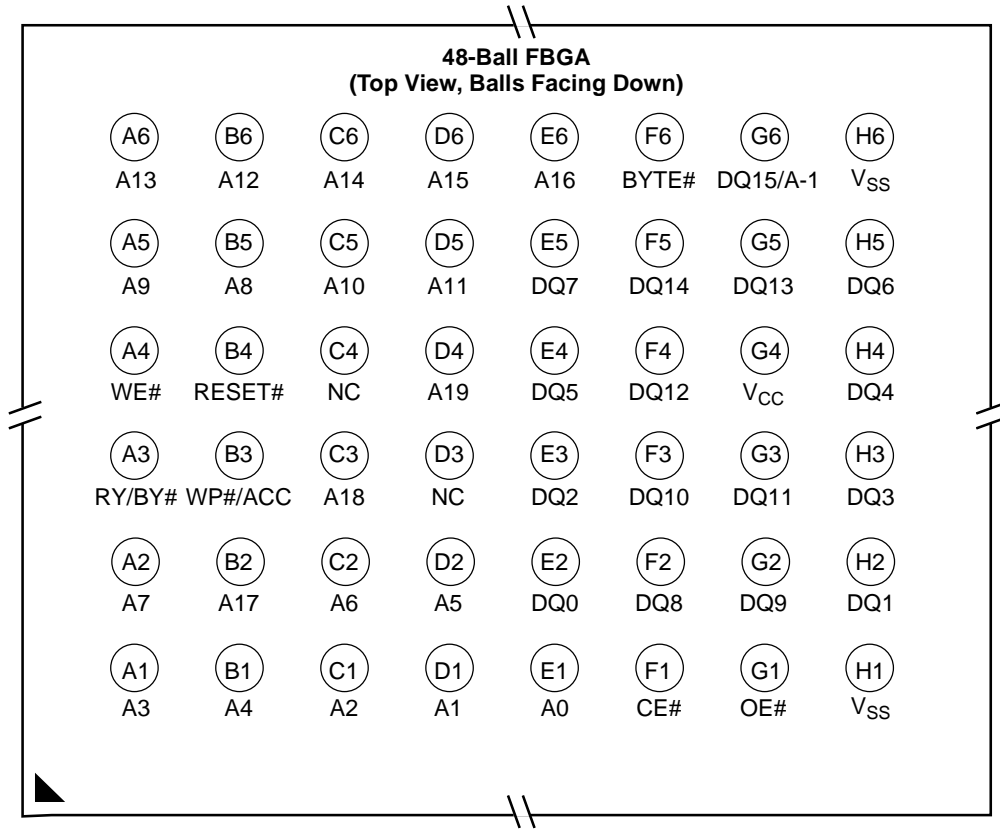 48-Ball FBGA
(Top View, Balls Facing Down)
A6 B6 C6 D6 E6 F6 G6 H6
A13 A12 A14 A15 A16 BYTE# DQ15/A-1 VSS
A5 B5 C5 D5 E5 F5 G5 H5
A9 A8 A10 A11 DQ7 DQ14 DQ13 DQ6
A4 B4 C4 D4 E4 F4 G4 H4
WE# RESET# NC A19 DQ5 DQ12 VCC DQ4
A3 B3 C3 D3 E3 F3 G3 H3
RY/BY# WP#/ACC A18 NC DQ2 DQ10 DQ11 DQ3
A2 B2 C2 D2 E2 F2 G2 H2
A7 A17 A6 A5 DQ0 DQ8 DQ9 DQ1
A1 B1 C1 D1 E1 F1 G1 H1
A3 A4 A2 A1 A0 CE# OE# VSS